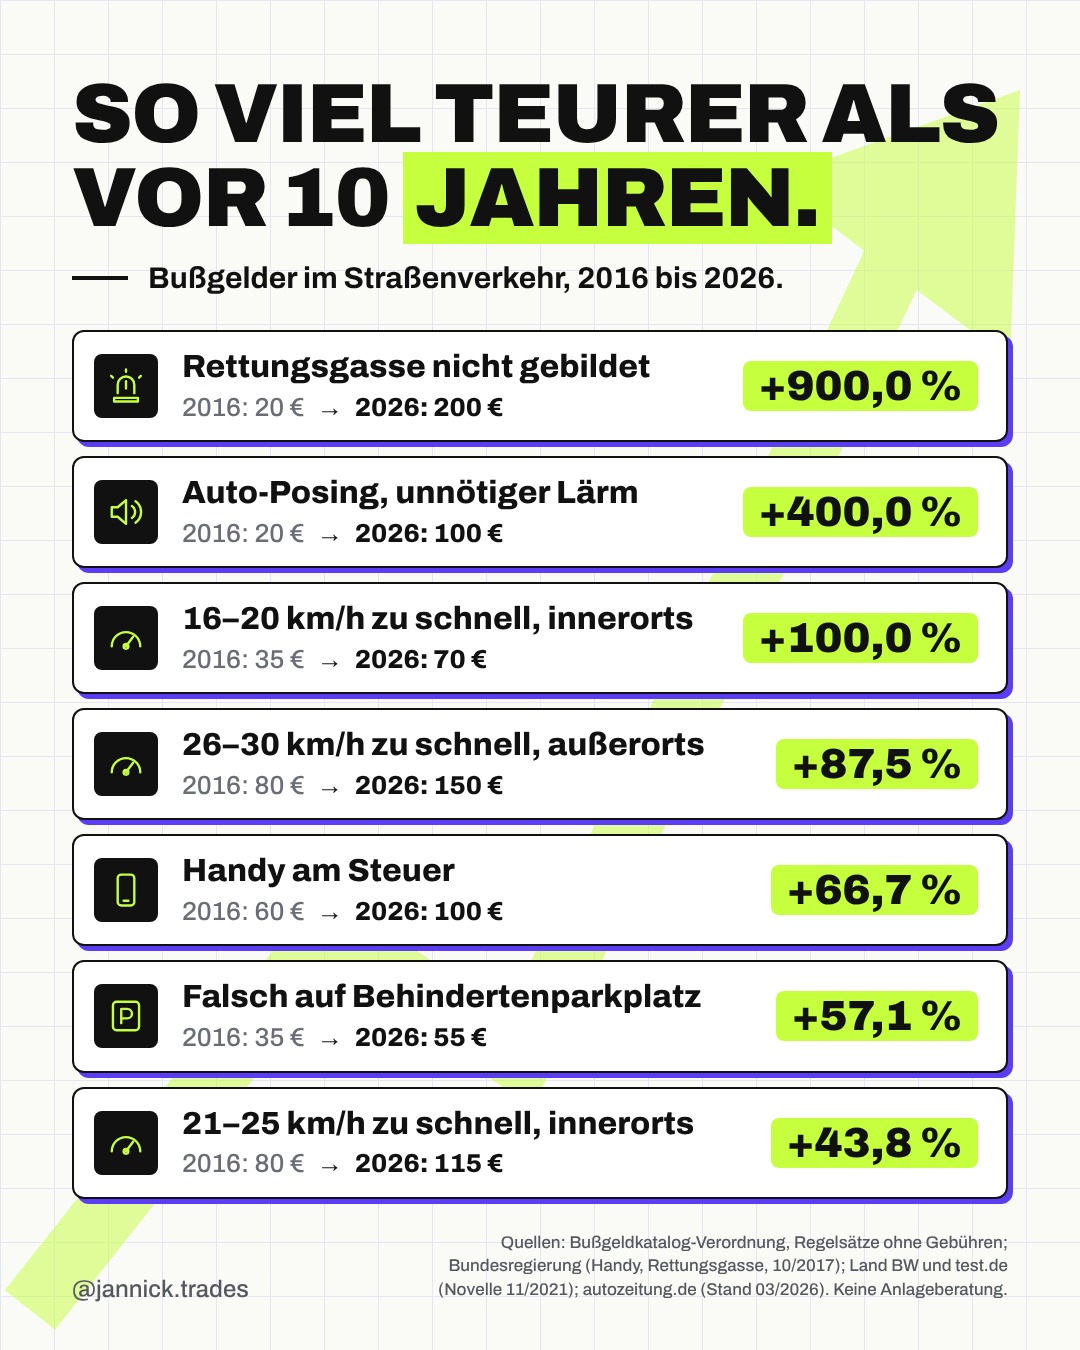 SO VIEL TEURER ALS
VOR 10 JAHREN.
Bußgelder im Straßenverkehr, 2016 bis 2026.
Rettungsgasse nicht gebildet
2016: 20 € → 2026: 200 €
+900,0 %
Auto-Posing, unnötiger Lärm
2016: 20 € → 2026: 100 €
+400,0 %
16–20 km/h zu schnell, innerorts
2016: 35 € → 2026: 70 €
+100,0 %
26–30 km/h zu schnell, außerorts
2016: 80 € → 2026: 150 €
+87,5 %
Handy am Steuer
2016: 60 € → 2026: 100 €
+66,7 %
P
Falsch auf Behindertenparkplatz
2016: 35 € → 2026: 55 €
+57,1 %
21–25 km/h zu schnell, innerorts
2016: 80 € → 2026: 115 €
+43,8 %
Quellen: Bußgeldkatalog-Verordnung, Regelsätze ohne Gebühren;
Bundesregierung (Handy, Rettungsgasse, 10/2017); Land BW und test.de
(Novelle 11/2021); autozeitung.de (Stand 03/2026). Keine Anlageberatung.
@jannick.trades